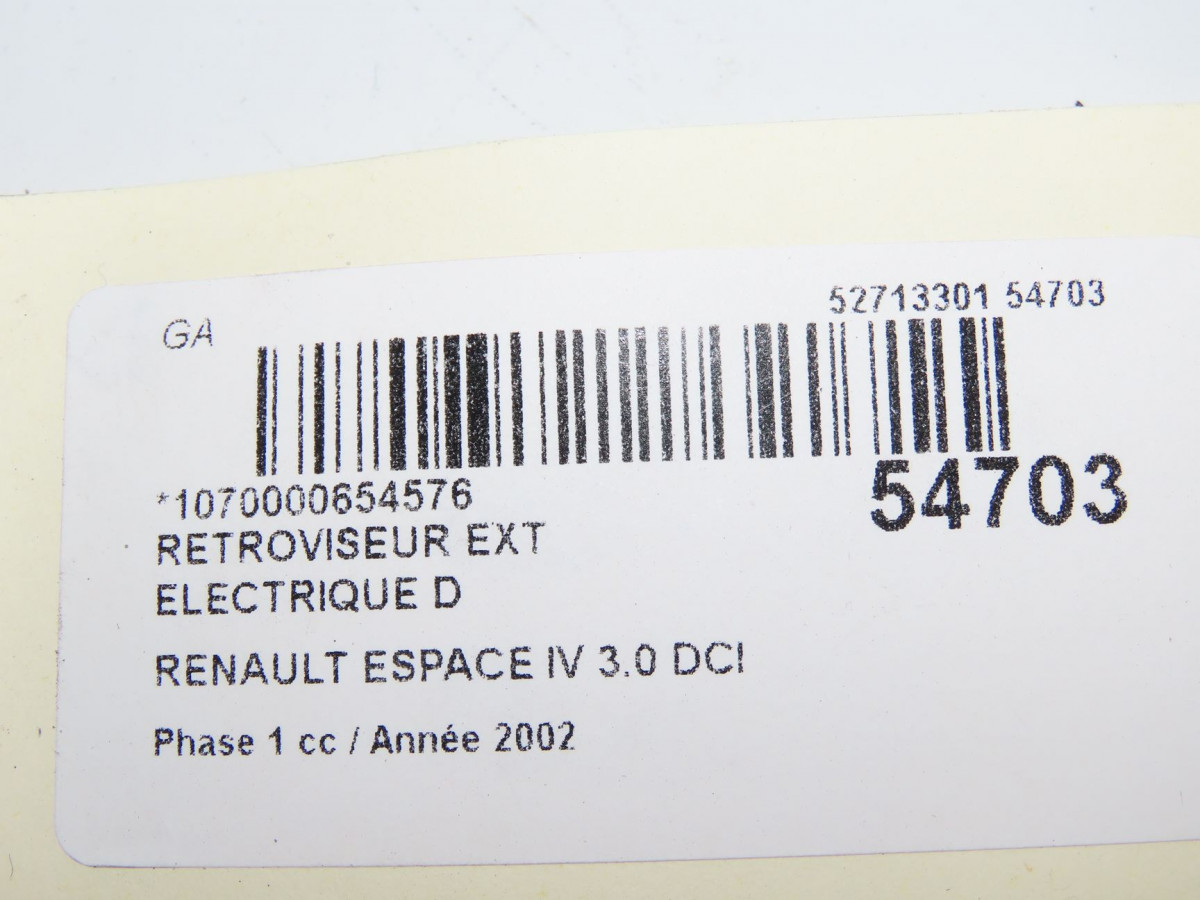 GA
52713301 54703
54703
*1070000654576
RETROVISEUR EXT
ELECTRIQUE D
RENAULT ESPACE IV 3.0 DCI
Phase 1 cc / Année 2002